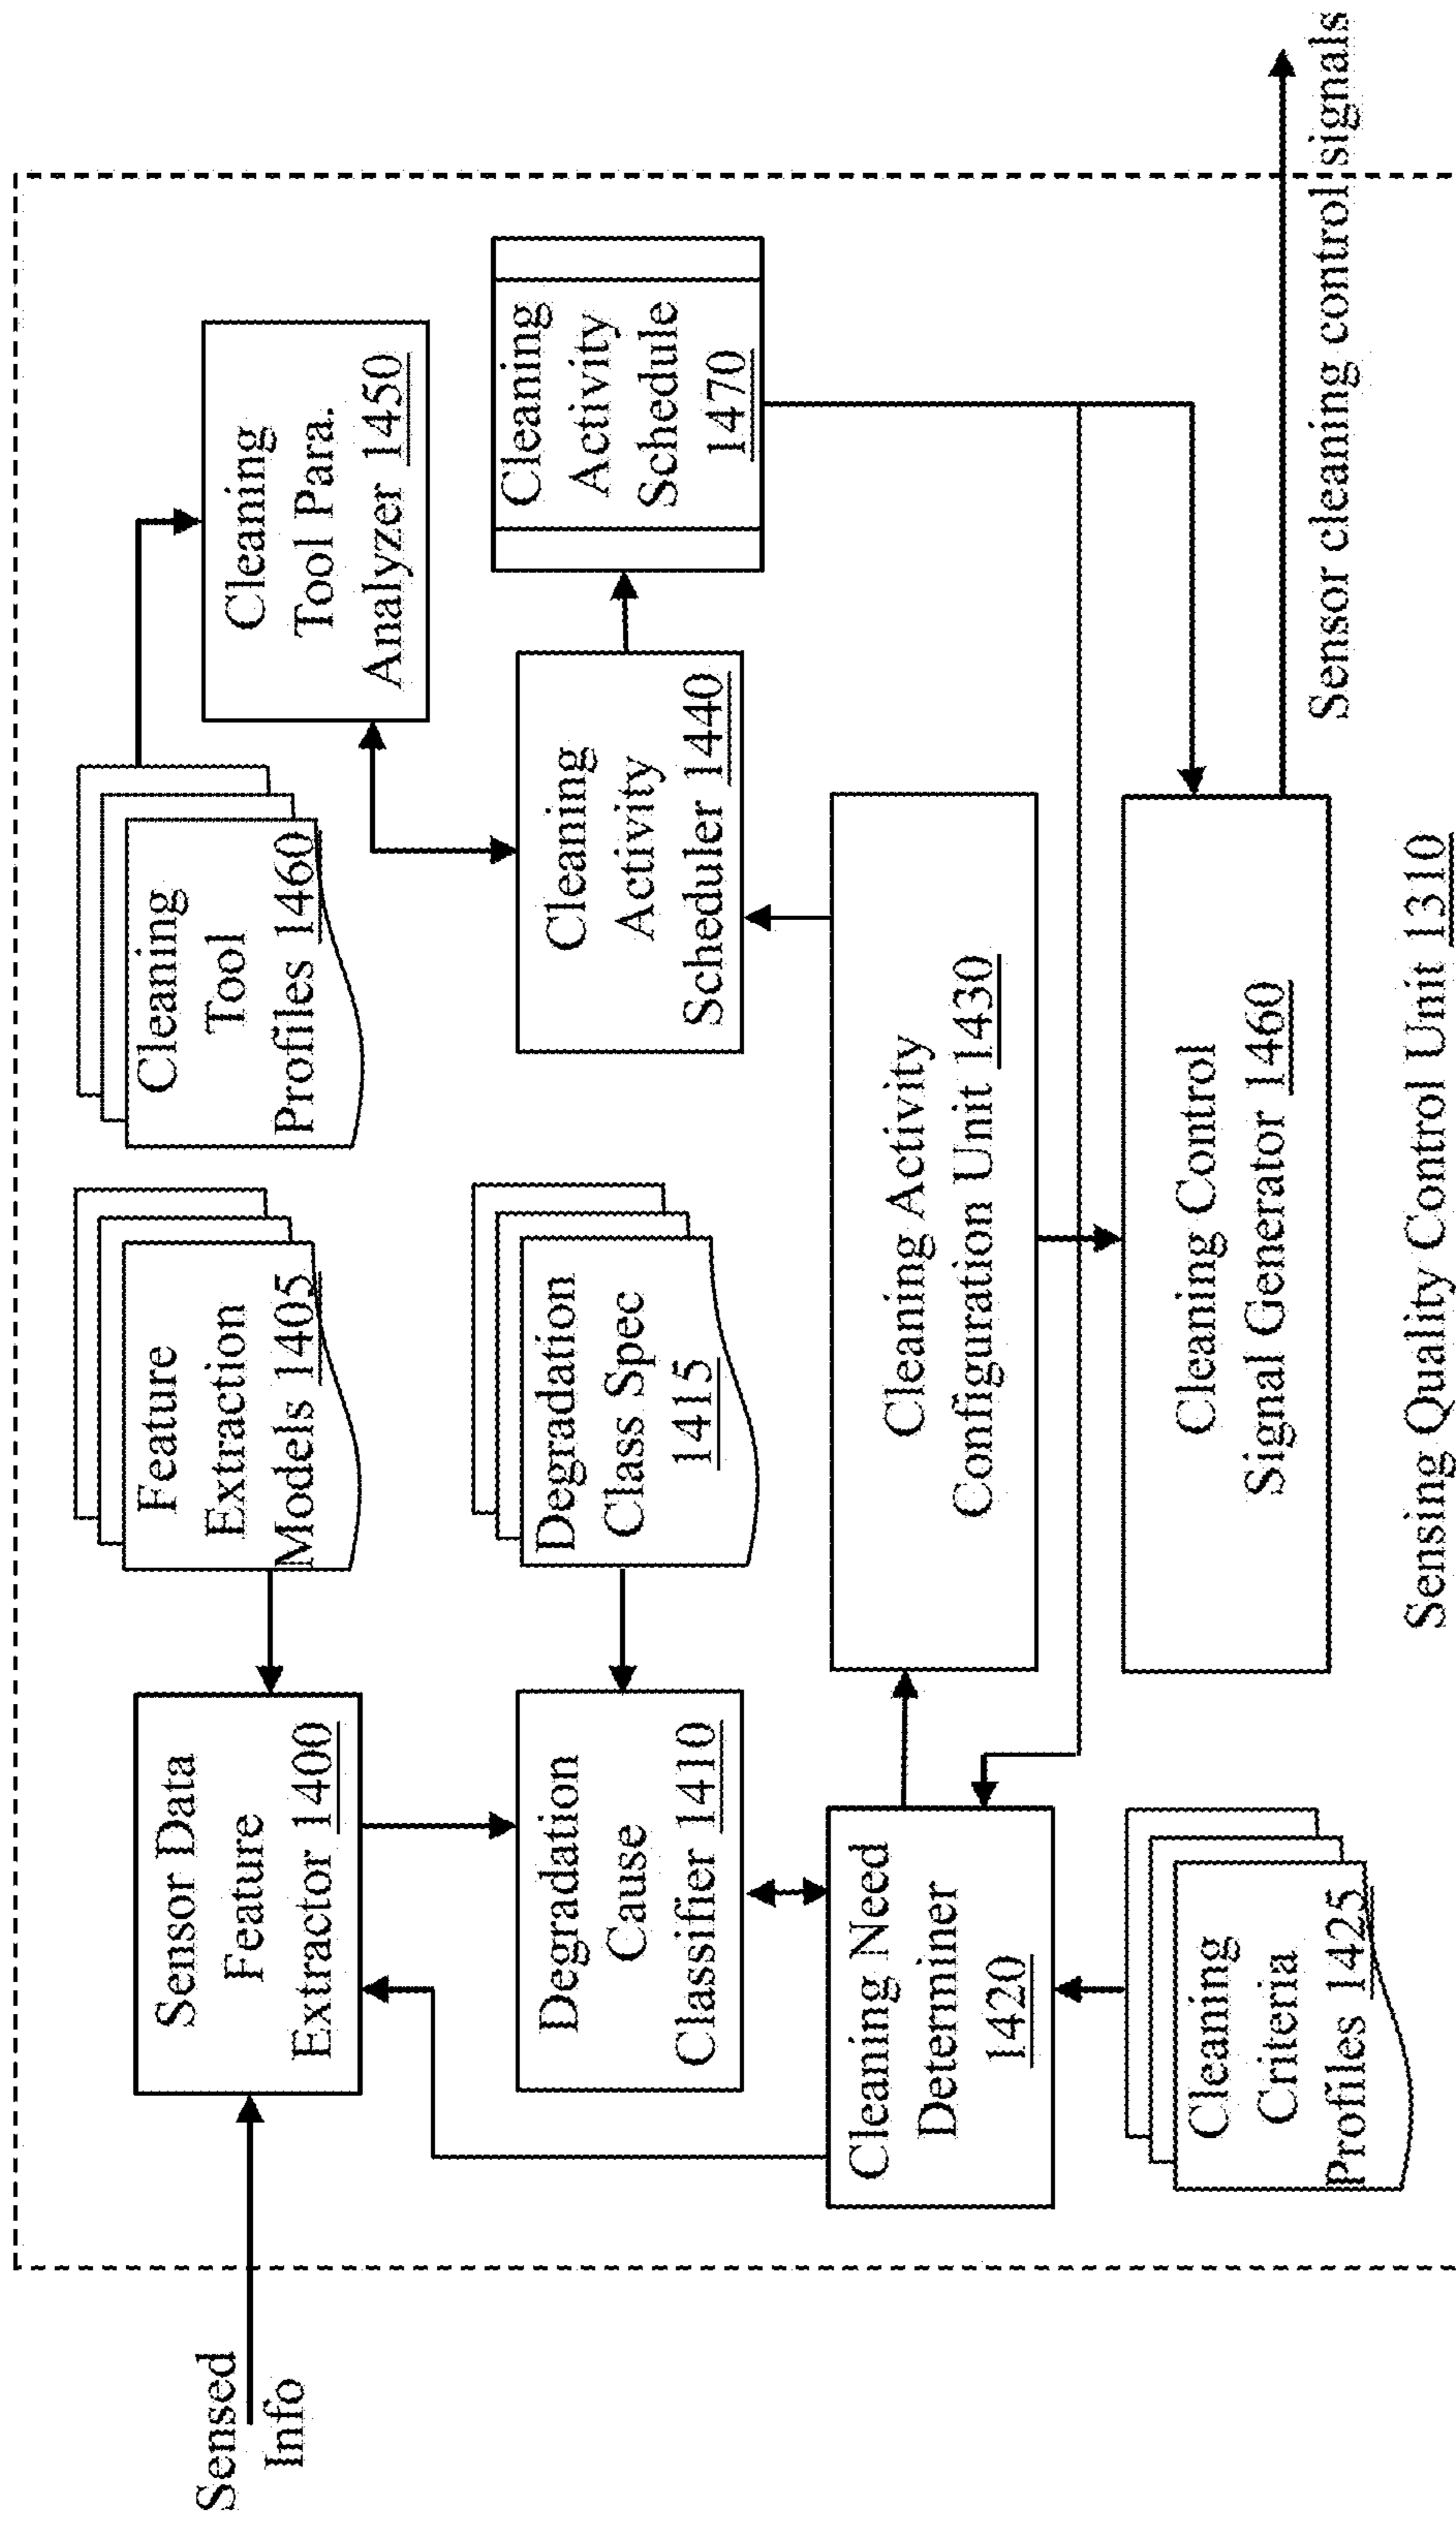 Sensed
Info
Sensor Data
Feature
Extractor 1400
Feature
Extraction
Models 1405
Cleaning
Tool
Profiles 1460
Cleaning
Tool Para.
Analyzer 1450
Degradation
Cause
Classifier 1410
Degradation
Class Spec
1415
Cleaning
Activity
Scheduler 1440
Cleaning
Activity
Schedule
1470
Cleaning Need
Determiner
1420
Cleaning Activity
Configuration Unit 1430
Cleaning
Criteria
Profiles 1425
Cleaning Control
Signal Generator 1460
Sensor cleaning control signals
Sensing Quality Control Unit 1310